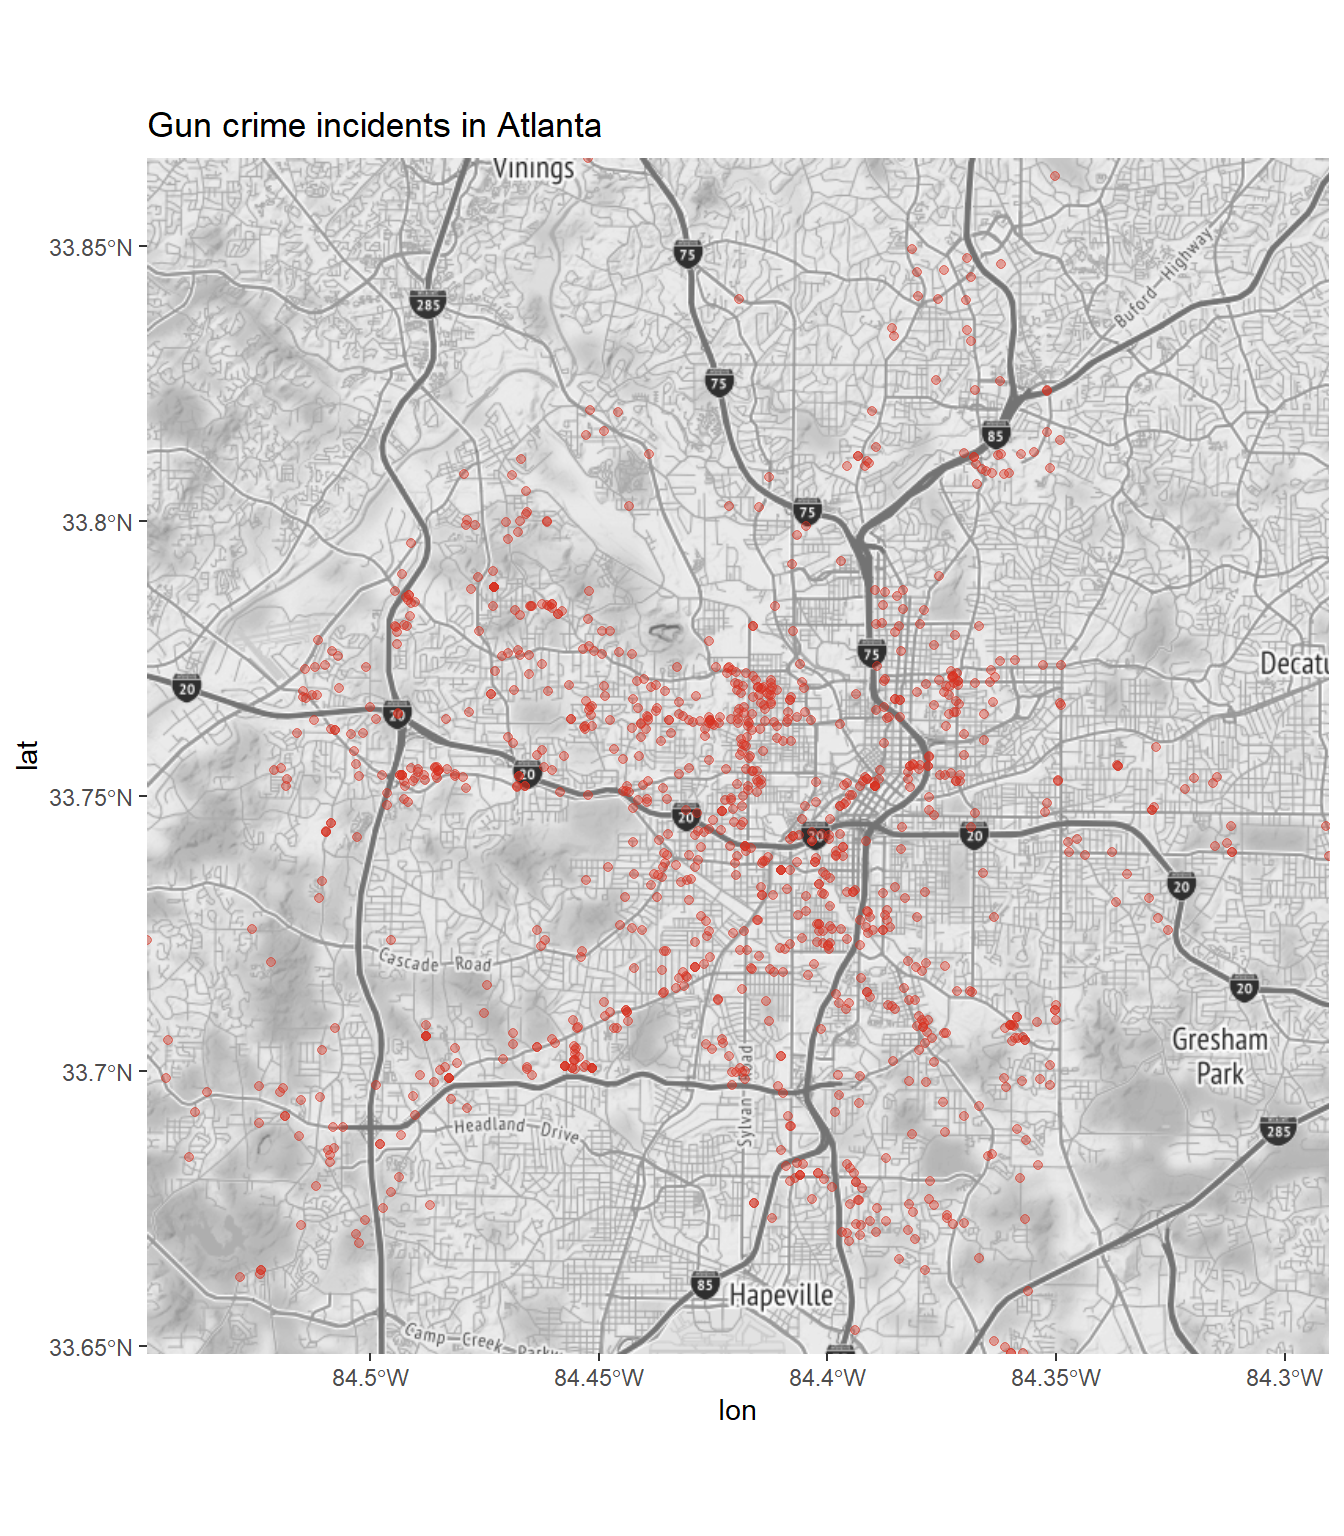 Gun crime incidents in Atlanta
Vinings
75
33.85°N
Buford Highway
285
75
85
33.8°N
75
75
Decatu
20
20
20
lat
33.75°N
20
20
20
20
Cascade Road
20
Gresham
Park
33.7°N
Sylvan Road
Headland Drive
285
85
Hapeville
Camp Creek
33.65°N
84.5°W
84.45°W
84.4°W
84.35°W
84.3°W
lon